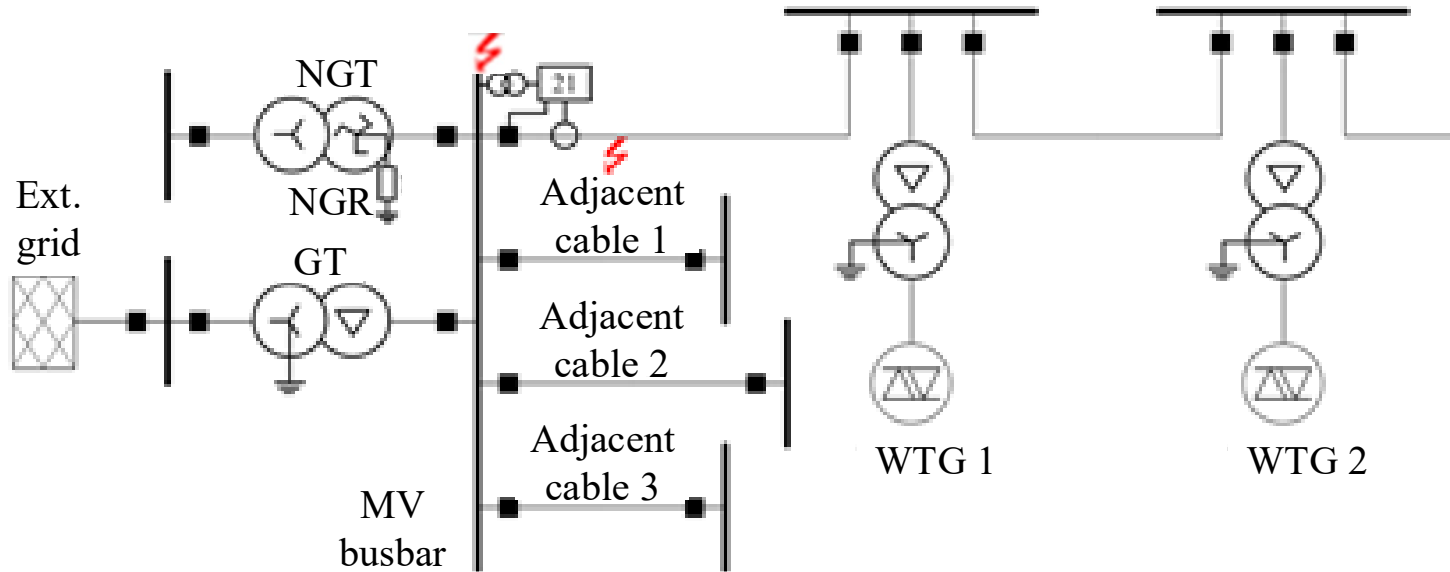 NGT
21
NGR
Ext.
grid
GT
Adjacent
cable 1
Adjacent
cable 2
Adjacent
cable 3
MV
busbar
WTG 1
WTG 2